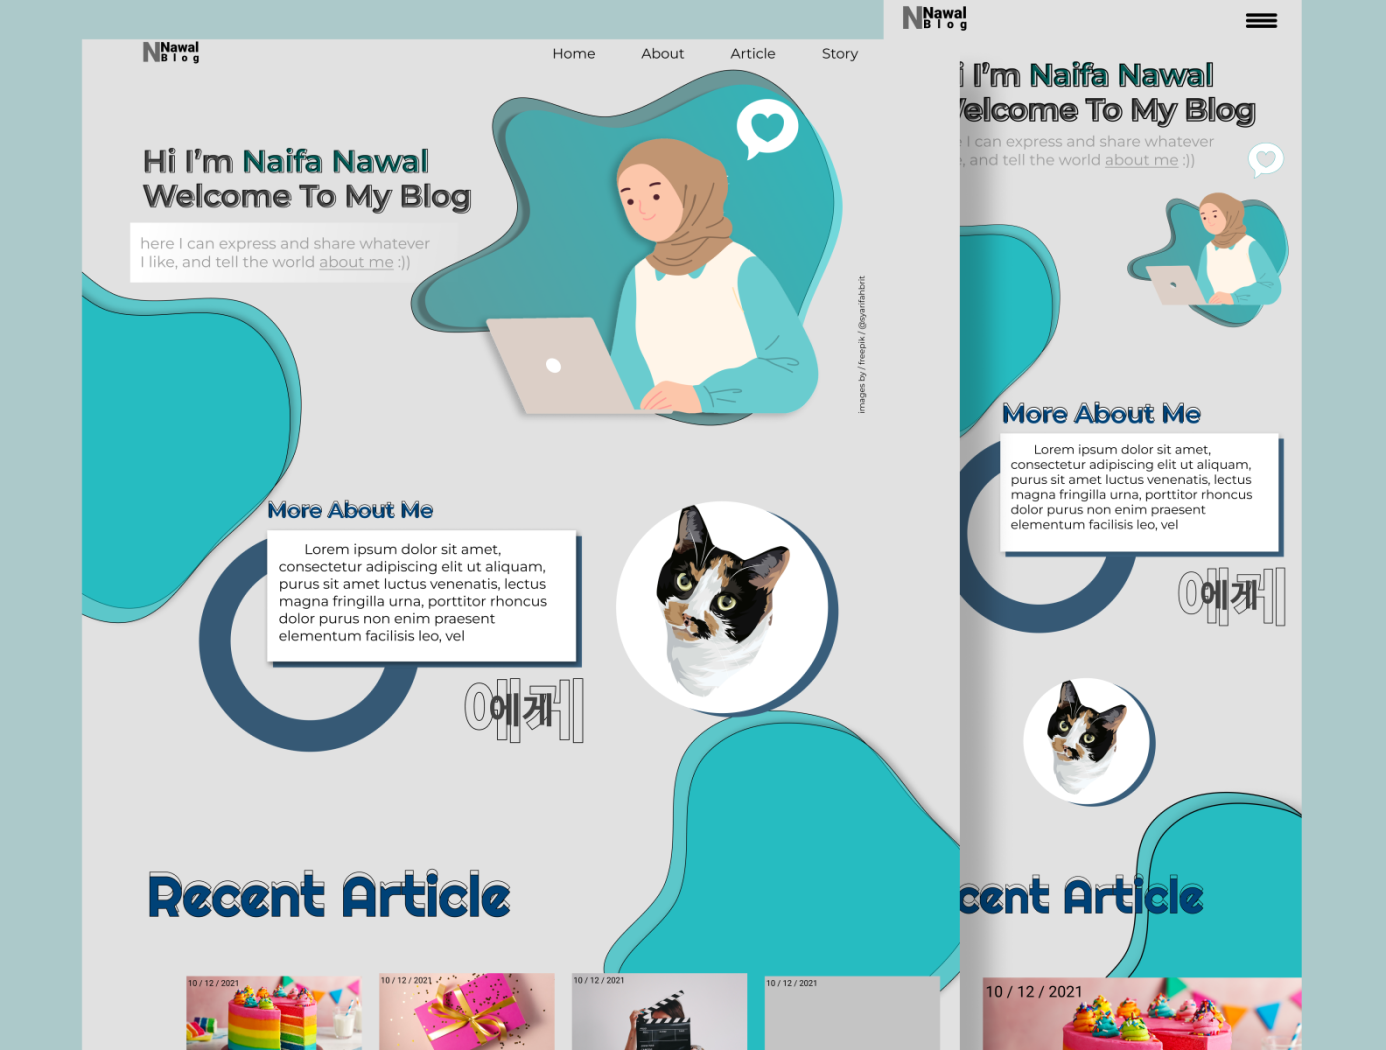 Nawal
Blog
Home
About
Article
Story
Hi I'm Naifa Nawal
Welcome To My Blog
here I can express and share whatever
I like, and tell the world about me :))
images by / freepik / @syarifahbrit
More About Me
Lorem ipsum dolor sit amet,
consectetur adipiscing elit ut aliquam,
purus sit amet luctus venenatis, lectus
magna fringilla urna, porttitor rhoncus
dolor purus non enim praesent
elementum facilisis leo, vel
에게
에게
Recent Article
10 / 12 / 2021
10 / 12 / 2021
10 / 12 / 2021
10 / 12 / 2021
N Nawal
Blog
I'm Naifa Nawal
elcome To My Blog
I can express and share whatever
, and tell the world about me :))
More About Me
Lorem ipsum dolor sit amet,
consectetur adipiscing elit ut aliquam,
purus sit amet luctus venenatis, lectus
magna fringilla urna, porttitor rhoncus
dolor purus non enim praesent
elementum facilisis leo, vel
에게
에게
cent Article
10 / 12 / 2021